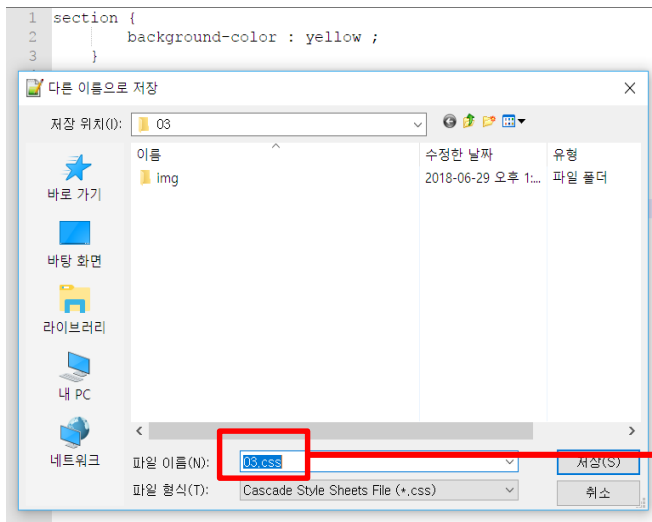 1 section {
2 background-color : yellow ;
3 }
다른 이름으로 저장
저장 위치(I): 03
이름 수정한 날짜 유형
img 2018-06-29 오후 1:... 파일 폴더
바로 가기
바탕 화면
라이브러리
내 PC
네트워크
파일 이름(N): 03.css 저장(S)
파일 형식(T): Cascade Style Sheets File (*.css) 취소